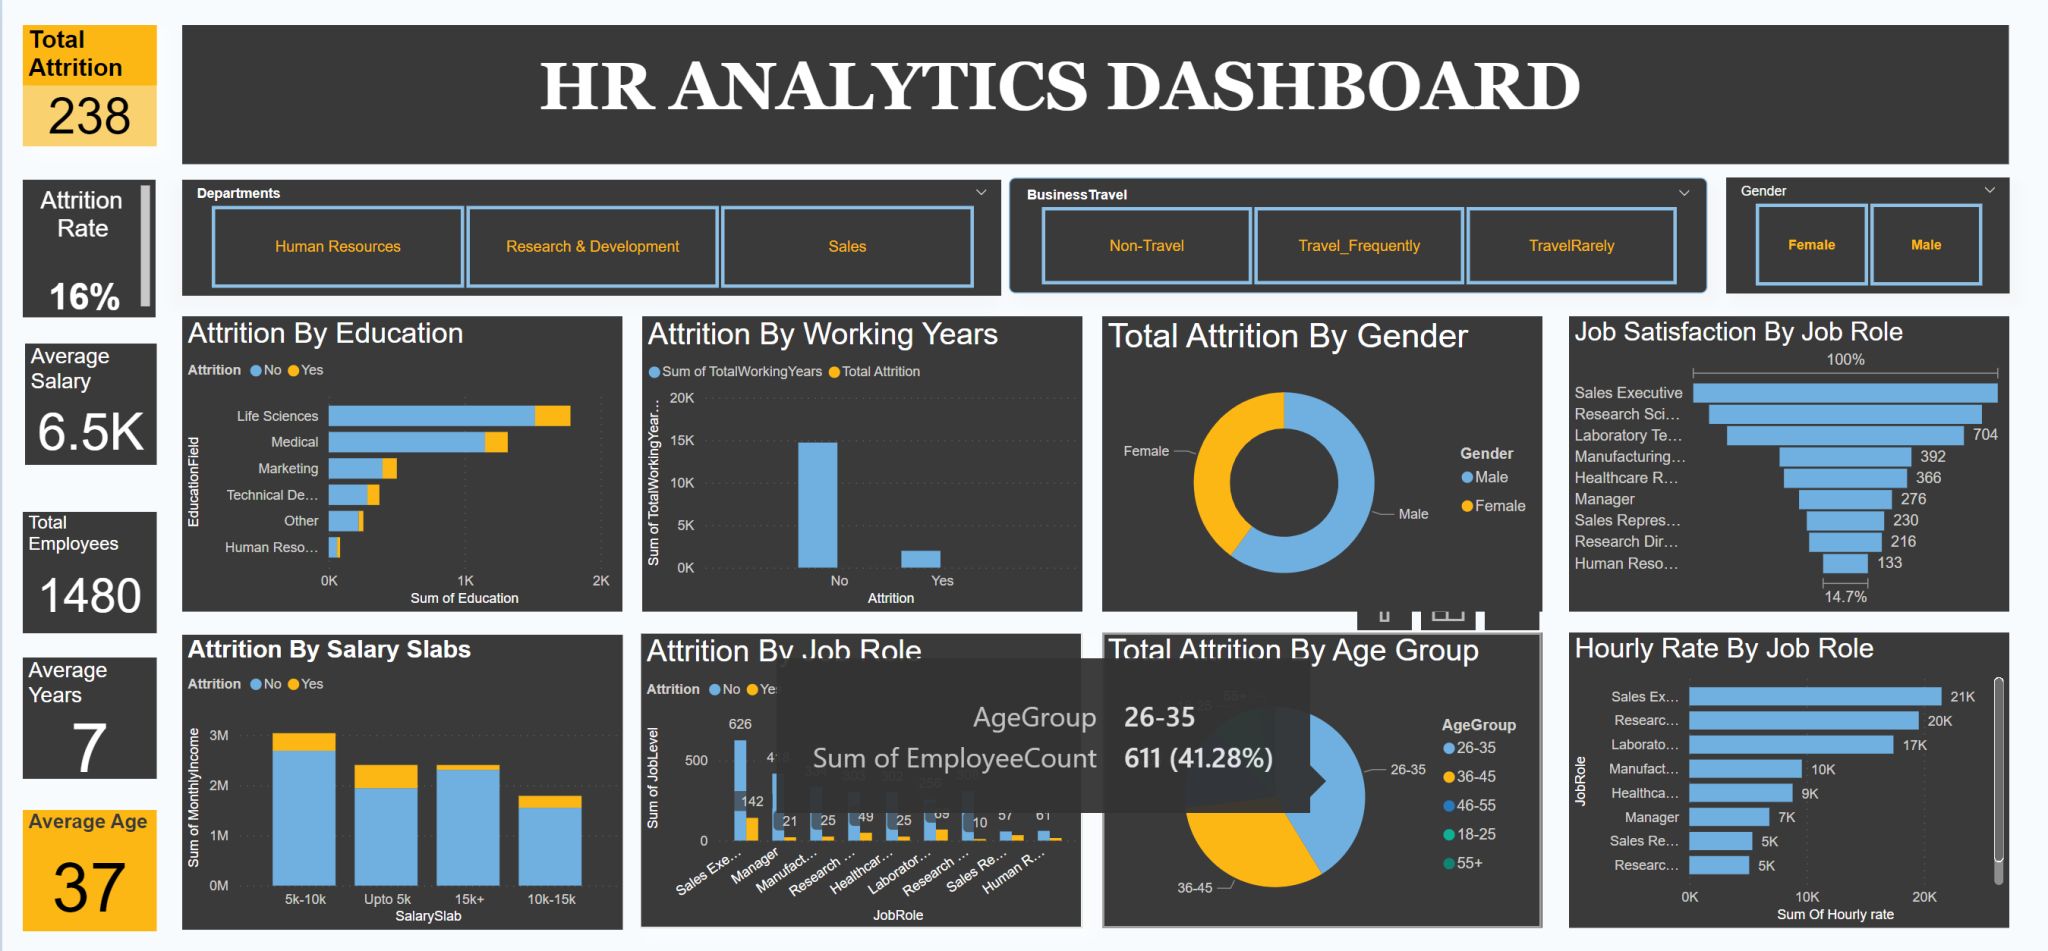 Total
Attrition
238
HR ANALYTICS DASHBOARD
Attrition
Rate
16%
Departments
Human Resources
Research & Development
Sales
BusinessTravel
Non-Travel
Travel_Frequently
TravelRarely
Gender
Female
Male
Average
Salary
6.5K
Total
Employees
1480
Average
Years
7
Average Age
37
Attrition By Education
Attrition No Yes
EducationField
Life Sciences
Medical
Marketing
Technical De...
Other
Human Reso...
0K 1K 2K
Sum of Education
Attrition By Working Years
Sum of TotalWorkingYears Total Attrition
Sum of TotalWorkingYear...
20K
15K
10K
5K
0K
No Yes
Attrition
Total Attrition By Gender
Female
Male
Gender
Male
Female
Job Satisfaction By Job Role
100%
Sales Executive
Research Sci...
Laboratory Te... 704
Manufacturing... 392
Healthcare R... 366
Manager 276
Sales Repres... 230
Research Dir... 216
Human Reso... 133
14.7%
Attrition By Salary Slabs
Attrition No Yes
Sum of MonthlyIncome
3M
2M
1M
0M
5k-10k Upto 5k 15k+ 10k-15k
SalarySlab
Attrition By Job Role
Attrition No Ye
Sum of JobLevel
500
0
626
142 21 25 49 25 69 10 57 61
Sales Exe... Manager Manufact... Research ... Healthcar... Laborator... Research ... Sales Re... Human R...
JobRole
Total Attrition By Age Group
AgeGroup 26-35
Sum of EmployeeCount 611 (41.28%)
26-35
36-45
AgeGroup
26-35
36-45
46-55
18-25
55+
Hourly Rate By Job Role
JobRole
Sales Ex... 21K
Researc... 20K
Laborato... 17K
Manufact... 10K
Healthca... 9K
Manager 7K
Sales Re... 5K
Researc... 5K
0K 10K 20K
Sum Of Hourly rate